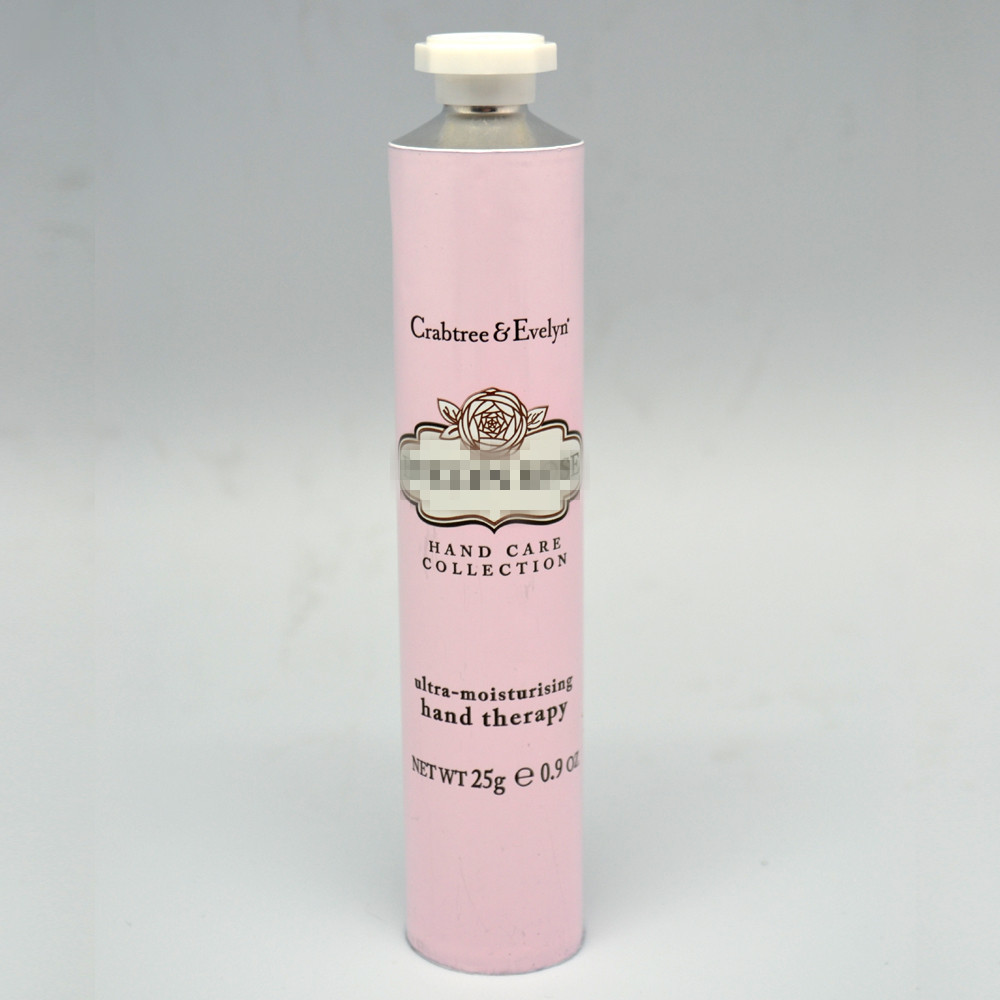 Crabtree & Evelyn®
HAND CARE
COLLECTION
ultra-moisturising
hand therapy
NET WT 25g ℮ 0.9 OZ